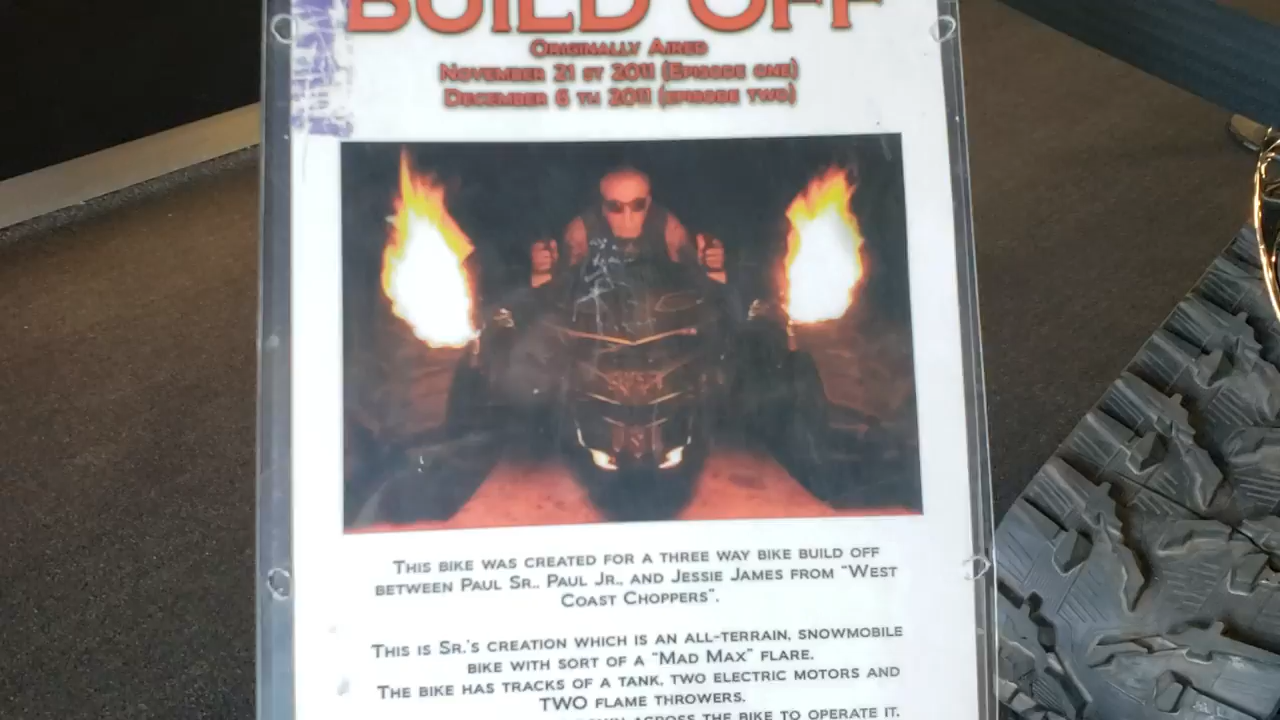 BUILD OFF
ORIGINALLY AIRED
NOVEMBER 21 ST 2011 (EPISODE ONE)
DECEMBER 6 TH 2011 (EPISODE TWO)
THIS BIKE WAS CREATED FOR A THREE WAY BIKE BUILD OFF
BETWEEN PAUL SR., PAUL JR., AND JESSIE JAMES FROM "WEST
COAST CHOPPERS".
THIS IS SR.'S CREATION WHICH IS AN ALL-TERRAIN, SNOWMOBILE
BIKE WITH SORT OF A "MAD MAX" FLARE.
THE BIKE HAS TRACKS OF A TANK, TWO ELECTRIC MOTORS AND
TWO FLAME THROWERS.
ACROSS THE BIKE TO OPERATE IT.